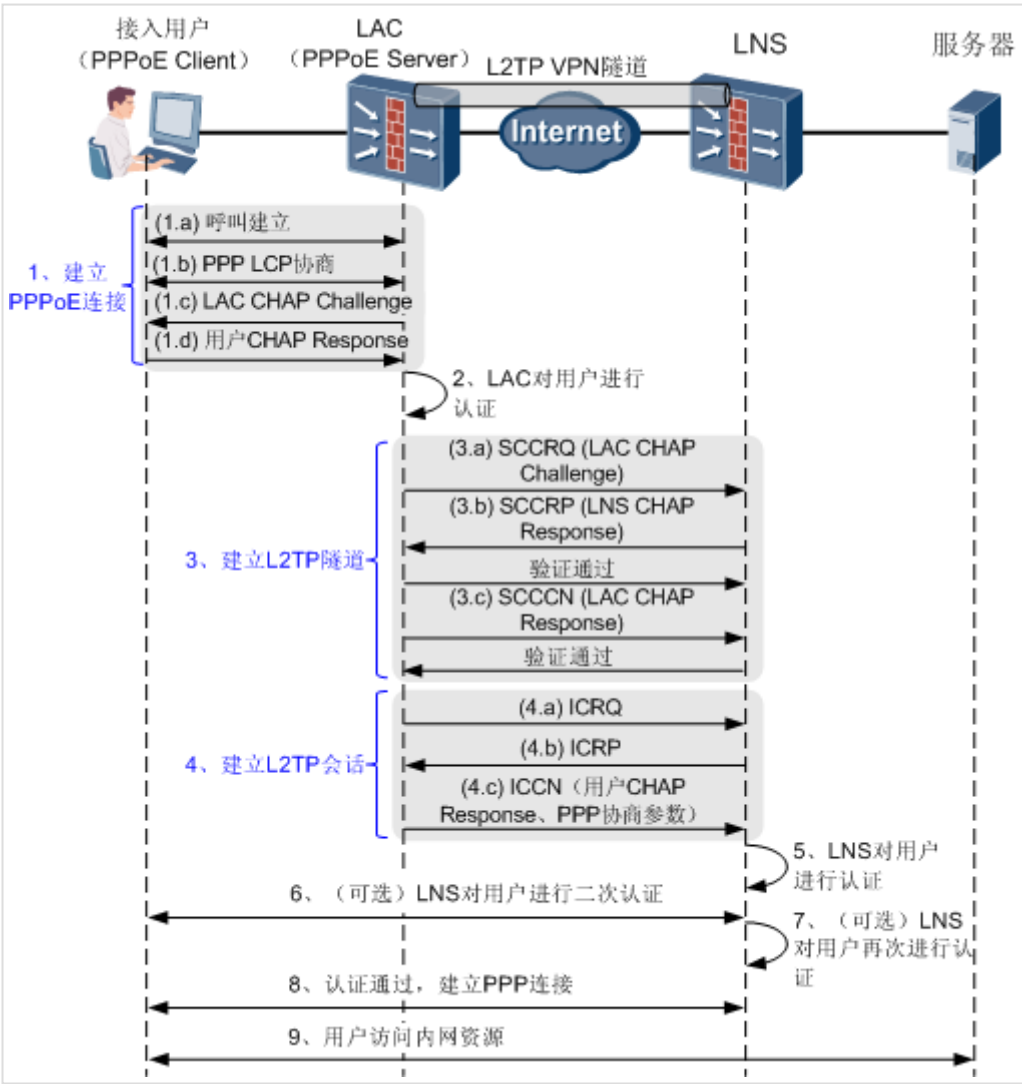 接入用户
（PPPoE Client）
LAC
（PPPoE Server）
L2TP VPN隧道
LNS
服务器
Internet
1、建立
PPPoE连接
(1.a) 呼叫建立
(1.b) PPP LCP协商
(1.c) LAC CHAP Challenge
(1.d) 用户CHAP Response
2、LAC对用户进行
认证
3、建立L2TP隧道
(3.a) SCCRQ (LAC CHAP
Challenge)
(3.b) SCCRP (LNS CHAP
Response)
验证通过
(3.c) SCCCN (LAC CHAP
Response)
验证通过
4、建立L2TP会话
(4.a) ICRQ
(4.b) ICRP
(4.c) ICCN（用户CHAP
Response、PPP协商参数）
5、LNS对用户
进行认证
6、（可选）LNS对用户进行二次认证
7、（可选）LNS
对用户再次进行认
证
8、认证通过，建立PPP连接
9、用户访问内网资源